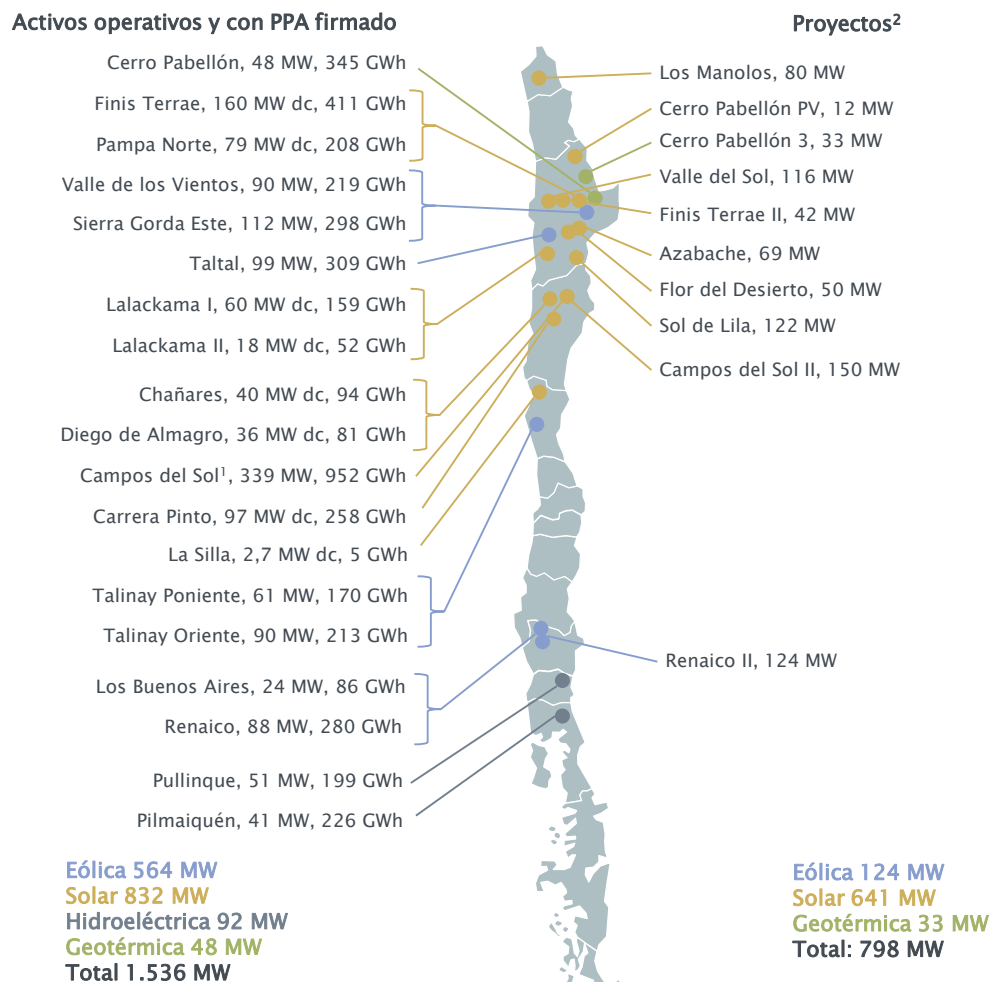 Activos operativos y con PPA firmado
Cerro Pabellón, 48 MW, 345 GWh
Finis Terrae, 160 MW dc, 411 GWh
Pampa Norte, 79 MW dc, 208 GWh
Valle de los Vientos, 90 MW, 219 GWh
Sierra Gorda Este, 112 MW, 298 GWh
Taltal, 99 MW, 309 GWh
Lalackama I, 60 MW dc, 159 GWh
Lalackama II, 18 MW dc, 52 GWh
Chañares, 40 MW dc, 94 GWh
Diego de Almagro, 36 MW dc, 81 GWh
Campos del Sol¹, 339 MW, 952 GWh
Carrera Pinto, 97 MW dc, 258 GWh
La Silla, 2,7 MW dc, 5 GWh
Talinay Poniente, 61 MW, 170 GWh
Talinay Oriente, 90 MW, 213 GWh
Los Buenos Aires, 24 MW, 86 GWh
Renaico, 88 MW, 280 GWh
Pullinque, 51 MW, 199 GWh
Pilmaiquén, 41 MW, 226 GWh
Eólica 564 MW
Solar 832 MW
Hidroeléctrica 92 MW
Geotérmica 48 MW
Total 1.536 MW
Proyectos²
Los Manolos, 80 MW
Cerro Pabellón PV, 12 MW
Cerro Pabellón 3, 33 MW
Valle del Sol, 116 MW
Finis Terrae II, 42 MW
Azabache, 69 MW
Flor del Desierto, 50 MW
Sol de Lila, 122 MW
Campos del Sol II, 150 MW
Renaico II, 124 MW
Eólica 124 MW
Solar 641 MW
Geotérmica 33 MW
Total: 798 MW